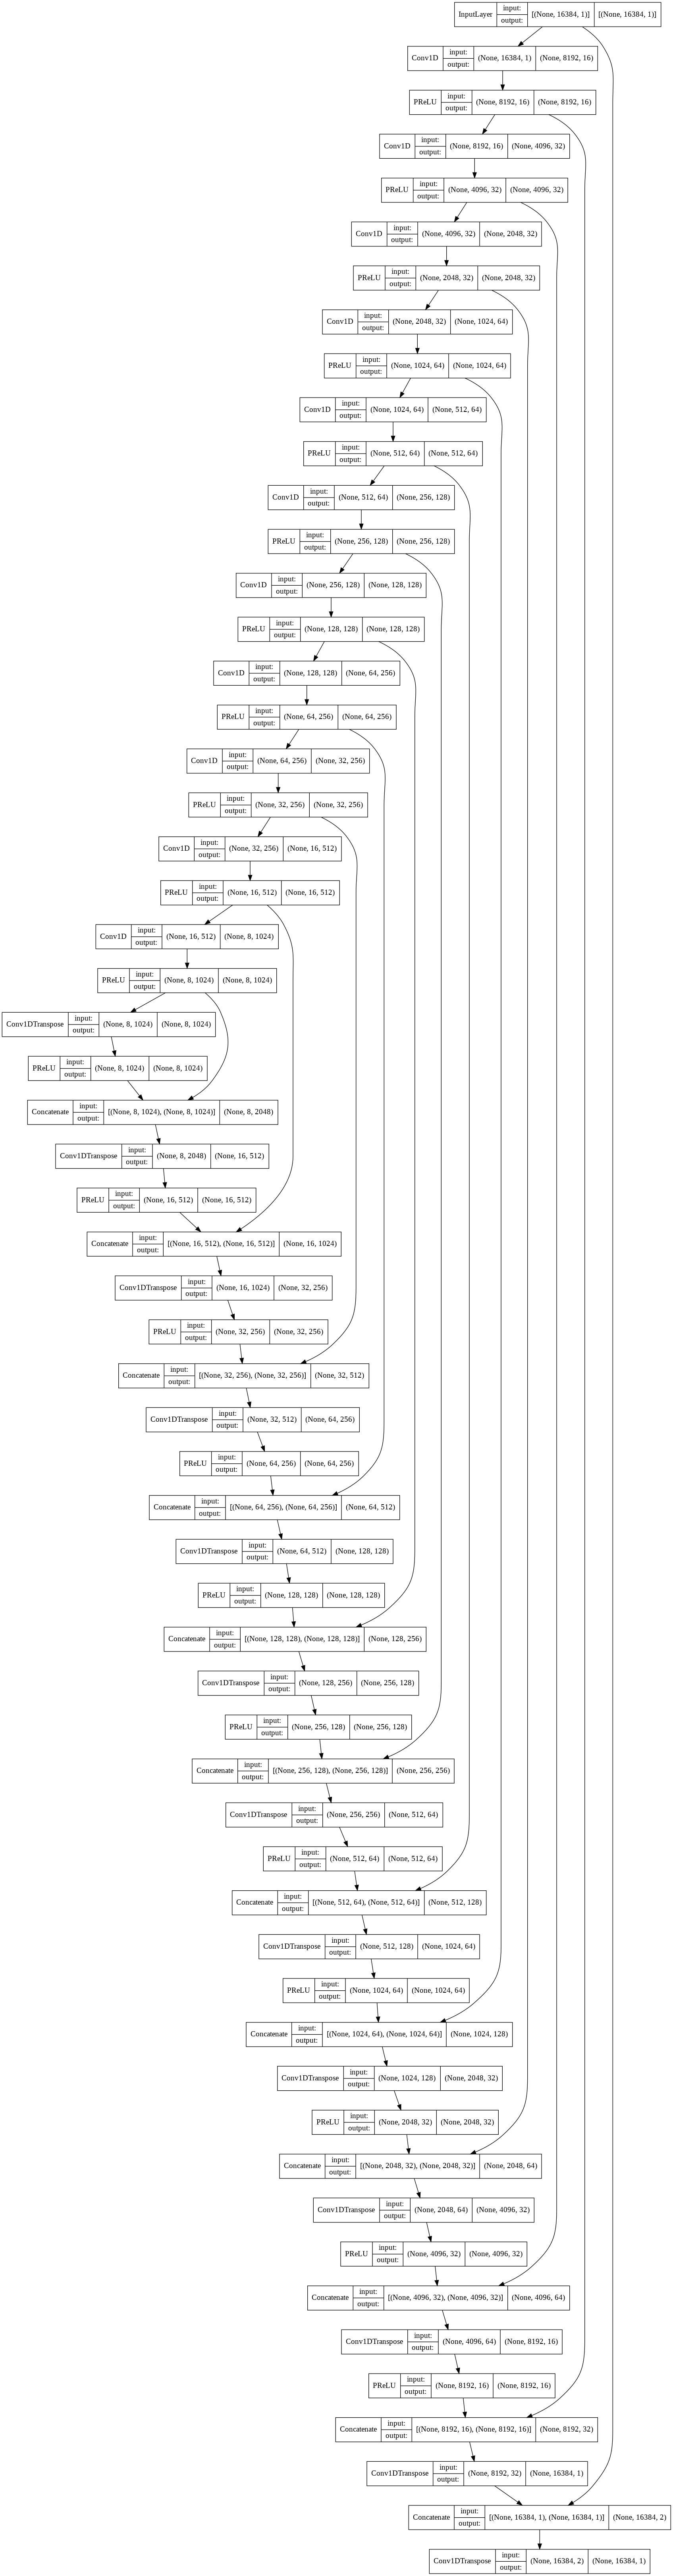 InputLayer input: [(None, 16384, 1)] [(None, 16384, 1)]
output:
Conv1D input: (None, 16384, 1) (None, 8192, 16)
output:
PReLU input: (None, 8192, 16) (None, 8192, 16)
output:
Conv1D input: (None, 8192, 16) (None, 4096, 32)
output:
PReLU input: (None, 4096, 32) (None, 4096, 32)
output:
Conv1D input: (None, 4096, 32) (None, 2048, 32)
output:
PReLU input: (None, 2048, 32) (None, 2048, 32)
output:
Conv1D input: (None, 2048, 32) (None, 1024, 64)
output:
PReLU input: (None, 1024, 64) (None, 1024, 64)
output:
Conv1D input: (None, 1024, 64) (None, 512, 64)
output:
PReLU input: (None, 512, 64) (None, 512, 64)
output:
Conv1D input: (None, 512, 64) (None, 256, 128)
output:
PReLU input: (None, 256, 128) (None, 256, 128)
output:
Conv1D input: (None, 256, 128) (None, 128, 128)
output:
PReLU input: (None, 128, 128) (None, 128, 128)
output:
Conv1D input: (None, 128, 128) (None, 64, 256)
output:
PReLU input: (None, 64, 256) (None, 64, 256)
output:
Conv1D input: (None, 64, 256) (None, 32, 256)
output:
PReLU input: (None, 32, 256) (None, 32, 256)
output:
Conv1D input: (None, 32, 256) (None, 16, 512)
output:
PReLU input: (None, 16, 512) (None, 16, 512)
output:
Conv1D input: (None, 16, 512) (None, 8, 1024)
output:
PReLU input: (None, 8, 1024) (None, 8, 1024)
output:
Conv1DTranspose input: (None, 8, 1024) (None, 8, 1024)
output:
PReLU input: (None, 8, 1024) (None, 8, 1024)
output:
Concatenate input: [(None, 8, 1024), (None, 8, 1024)] (None, 8, 2048)
output:
Conv1DTranspose input: (None, 8, 2048) (None, 16, 512)
output:
PReLU input: (None, 16, 512) (None, 16, 512)
output:
Concatenate input: [(None, 16, 512), (None, 16, 512)] (None, 16, 1024)
output:
Conv1DTranspose input: (None, 16, 1024) (None, 32, 256)
output:
PReLU input: (None, 32, 256) (None, 32, 256)
output:
Concatenate input: [(None, 32, 256), (None, 32, 256)] (None, 32, 512)
output:
Conv1DTranspose input: (None, 32, 512) (None, 64, 256)
output:
PReLU input: (None, 64, 256) (None, 64, 256)
output:
Concatenate input: [(None, 64, 256), (None, 64, 256)] (None, 64, 512)
output:
Conv1DTranspose input: (None, 64, 512) (None, 128, 128)
output:
PReLU input: (None, 128, 128) (None, 128, 128)
output:
Concatenate input: [(None, 128, 128), (None, 128, 128)] (None, 128, 256)
output:
Conv1DTranspose input: (None, 128, 256) (None, 256, 128)
output:
PReLU input: (None, 256, 128) (None, 256, 128)
output:
Concatenate input: [(None, 256, 128), (None, 256, 128)] (None, 256, 256)
output:
Conv1DTranspose input: (None, 256, 256) (None, 512, 64)
output:
PReLU input: (None, 512, 64) (None, 512, 64)
output:
Concatenate input: [(None, 512, 64), (None, 512, 64)] (None, 512, 128)
output:
Conv1DTranspose input: (None, 512, 128) (None, 1024, 64)
output:
PReLU input: (None, 1024, 64) (None, 1024, 64)
output:
Concatenate input: [(None, 1024, 64), (None, 1024, 64)] (None, 1024, 128)
output:
Conv1DTranspose input: (None, 1024, 128) (None, 2048, 32)
output:
PReLU input: (None, 2048, 32) (None, 2048, 32)
output:
Concatenate input: [(None, 2048, 32), (None, 2048, 32)] (None, 2048, 64)
output:
Conv1DTranspose input: (None, 2048, 64) (None, 4096, 32)
output:
PReLU input: (None, 4096, 32) (None, 4096, 32)
output:
Concatenate input: [(None, 4096, 32), (None, 4096, 32)] (None, 4096, 64)
output:
Conv1DTranspose input: (None, 4096, 64) (None, 8192, 16)
output:
PReLU input: (None, 8192, 16) (None, 8192, 16)
output:
Concatenate input: [(None, 8192, 16), (None, 8192, 16)] (None, 8192, 32)
output:
Conv1DTranspose input: (None, 8192, 32) (None, 16384, 1)
output:
Concatenate input: [(None, 16384, 1), (None, 16384, 1)] (None, 16384, 2)
output:
Conv1DTranspose input: (None, 16384, 2) (None, 16384, 1)
output: